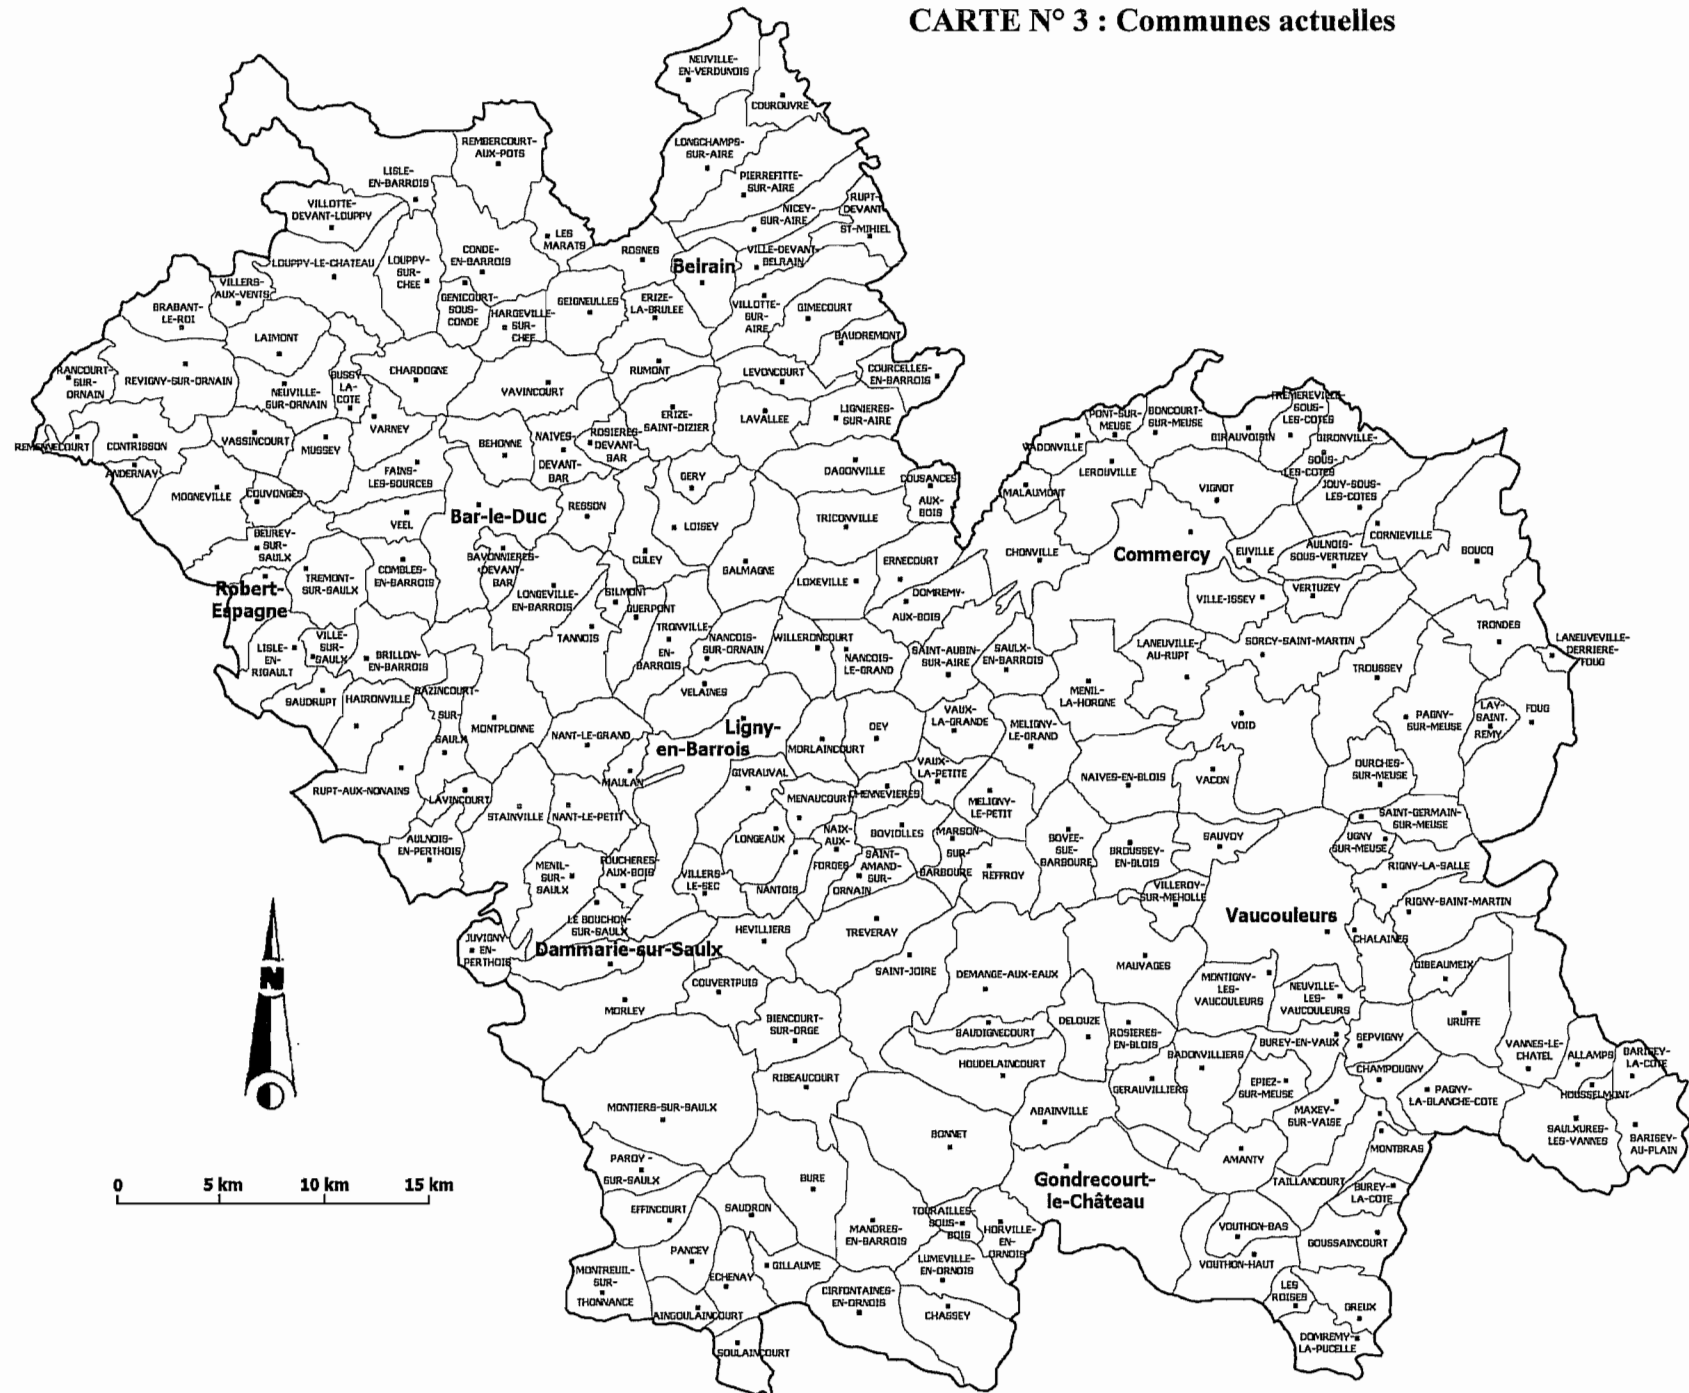 CARTE N° 3 : Communes actuelles
NEUVILLE-
EN-VERDUNOIS
COUROUVRE
REMBERCOURT-
AUX-POTS
LONGCHAMPS-
SUR-AIRE
LISLE-
EN-BARROIS
PIERREFITTE-
SUR-AIRE
VILLOTTE-
DEVANT-LOUPPY
NICEY-
SUR-AIRE
RUPT-
DEVANT-
ST-MIHIEL
LES
MARATS
ROSNES
VILLE-DEVANT-
BELRAIN
CONDE-
EN-BARROIS
LOUPPY-LE-CHATEAU
LOUPPY-
SUR-
CHEE
Belrain
VILLERS-
AUX-VENTS
BRABANT-
LE-ROI
GENICOURT-
SOUS-
CONDE
HARGEVILLE-
SUR-
CHEE
GEIGNEULLES
ERIZE-
LA-BRULEE
VILLOTTE-
SUR-
AIRE
GIMECOURT
BAUDREMONT
LAIMONT
RANCOURT-
SUR-
ORNAIN
REVIGNY-SUR-ORNAIN
NEUVILLE-
SUR-ORNAIN
BUSSY-
LA-
COTE
CHARDOGNE
VAVINCOURT
RUMONT
LEVONCOURT
COURCELLES-
EN-BARROIS
VARNEY
ERIZE-
SAINT-DIZIER
LAVALLEE
LIGNIERES-
SUR-AIRE
REMENNECOURT
CONTRISSON
ANDERNAY
VASSINCOURT
MUSSEY
BEHONNE
NAIVES-
DEVANT-
BAR
ROSIERES-
DEVANT-
BAR
FAINS-
LES-SOURCES
MOGNEVILLE
COUVONGES
GERY
DAGONVILLE
COUSANCES-
AUX-
BOIS
VEEL
Bar-le-Duc
RESSON
LOISEY
TRICONVILLE
BEUREY-
SUR-
SAULX
SAVONNIERES-
DEVANT-
BAR
CULEY
SALMAGNE
LOXEVILLE
ERNECOURT
Robert-
Espagne
TREMONT-
SUR-SAULX
COMBLES-
EN-BARROIS
LONGEVILLE-
EN-BARROIS
SILMONT
GUERPONT
DOMREMY-
AUX-BOIS
TANNOIS
TRONVILLE-
EN-
BARROIS
NANCOIS-
SUR-ORNAIN
WILLERONCOURT
NANCOIS-
LE-GRAND
SAINT-AUBIN-
SUR-AIRE
SAULX-
EN-BARROIS
LISLE-
EN-
RIGAULT
VILLE-
SUR-
SAULX
BRILLON-
EN-BARROIS
VELAINES
SAUDRUPT
HAIRONVILLE
BAZINCOURT-
SUR-
SAULX
MONTPLONNE
NANT-LE-GRAND
Ligny-
en-Barrois
MORLAINCOURT
OEY
VAUX-
LA-GRANDE
MELIGNY-
LE-GRAND
MENIL-
LA-HORGNE
PONT-SUR-
MEUSE
BONCOURT-
SUR-MEUSE
FREMEREVILLE-
SOUS-
LES-COTES
VADONVILLE
GIRAUVOISIN
GIRONVILLE-
SOUS-
LES-COTES
LEROUVILLE
MALAUMONT
VIGNOT
JOUY-SOUS-
LES-COTES
CORNIEVILLE
CHONVILLE
Commercy
EUVILLE
AULNOIS-
SOUS-VERTUZEY
BOUCQ
VILLE-ISSEY
VERTUZEY
LANEUVILLE-
AU-RUPT
SORCY-SAINT-MARTIN
TRONDES
LANEUVEVILLE-
DERRIERE-
FOUG
TROUSSEY
VOID
PAGNY-
SUR-MEUSE
LAY-
SAINT-
REMY
FOUG
RUPT-AUX-NONAINS
LAVINCOURT
STAINVILLE
MAULAN
NANT-LE-PETIT
GIVRAUVAL
MENAUCOURT
CHENNEVIERES
VAUX-
LA-PETITE
MELIGNY-
LE-PETIT
NAIVES-EN-BLOIS
VACON
OURCHES-
SUR-MEUSE
AULNOIS-
EN-PERTHOIS
LONGEAUX
NAIX-
AUX-
FORGES
BOVIOLLES
MARSON-
SUR-
BARBOURE
BOVEE-
SUE-
BARBOURE
BROUSSEY-
EN-BLOIS
SAUVOY
SAINT-GERMAIN-
SUR-MEUSE
UGNY
SUR-MEUSE
RIGNY-LA-SALLE
MENIL-
SUR-
SAULX
FOUCHERES-
AUX-BOIS
VILLERS-
LE-SEC
NANTOIS
SAINT-
AMAND-
SUR-
ORNAIN
REFFROY
VILLEROY-
SUR-MEHOLLE
RIGNY-SAINT-MARTIN
LE BOUCHON-
SUR-SAULX
JUVIGNY-
EN-
PERTHOIS
Dammarie-sur-Saulx
HEVILLIERS
TREVERAY
Vaucouleurs
CHALAINES
SAINT-JOIRE
DEMANGE-AUX-EAUX
MAUVAGES
MONTIGNY-
LES-
VAUCOULEURS
NEUVILLE-
LES-
VAUCOULEURS
GIBEAUMEIX
COUVERTPUIS
MORLEY
BIENCOURT-
SUR-ORGE
BAUDIGNECOURT
DELOUZE
ROSIERES-
EN-BLOIS
URUFFE
HOUDELAINCOURT
BADONVILLIERS
BUREY-EN-VAUX
SEPVIGNY
VANNES-LE-
CHATEL
ALLAMPS
BARISEY-
LA-COTE
RIBEAUCOURT
GERAUVILLIERS
EPIEZ-
SUR-MEUSE
CHAMPOUGNY
PAGNY-
LA-BLANCHE-COTE
HOUSSELMONT
MONTIERS-SUR-SAULX
ABAINVILLE
MAXEY-
SUR-VAISE
SAULXURES-
LES-VANNES
BARISEY-
AU-PLAIN
BONNET
MONTBRAS
AMANTY
PAROY -
SUR-SAULX
BURE
Gondrecourt-
le-Château
TAILLANCOURT
BUREY-
LA-COTE
EFFINCOURT
SAUDRON
MANDRES-
EN-BARROIS
TOURAILLES-
SOUS-
BOIS
HORVILLE-
EN-
ORNOIS
VOUTHON-BAS
GOUSSAINCOURT
VOUTHON-HAUT
PANCEY
ECHENAY
GILLAUME
LUMEVILLE-
EN-ORNOIS
MONTREUIL-
SUR-
THONNANCE
CIRFONTAINES-
EN-ORNOIS
CHASSEY
LES
ROISES
GREUX
AINGOULAINCOURT
DOMREMY-
LA-PUCELLE
SOULAINCOURT
N
0 5 km 10 km 15 km